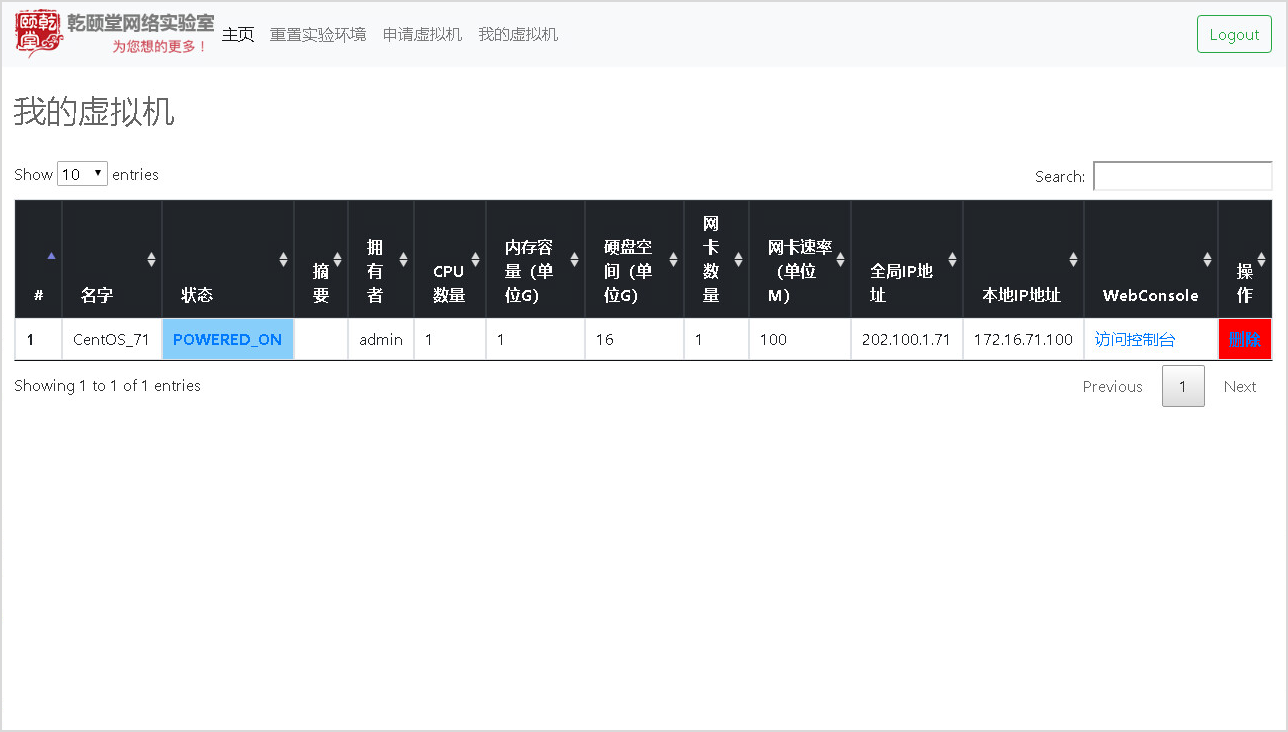 乾颐堂
乾颐堂网络实验室
为您想的更多！
主页 重置实验环境 申请虚拟机 我的虚拟机 Logout
我的虚拟机
Show 10 entries Search:
# 名字 状态 摘要 拥有者 CPU数量 内存容量（单位G) 硬盘空间（单位G) 网卡数量 网卡速率（单位M) 全局IP地址 本地IP地址 WebConsole 操作
1 CentOS_71 POWERED_ON admin 1 1 16 1 100 202.100.1.71 172.16.71.100 访问控制台 删除
Showing 1 to 1 of 1 entries Previous 1 Next